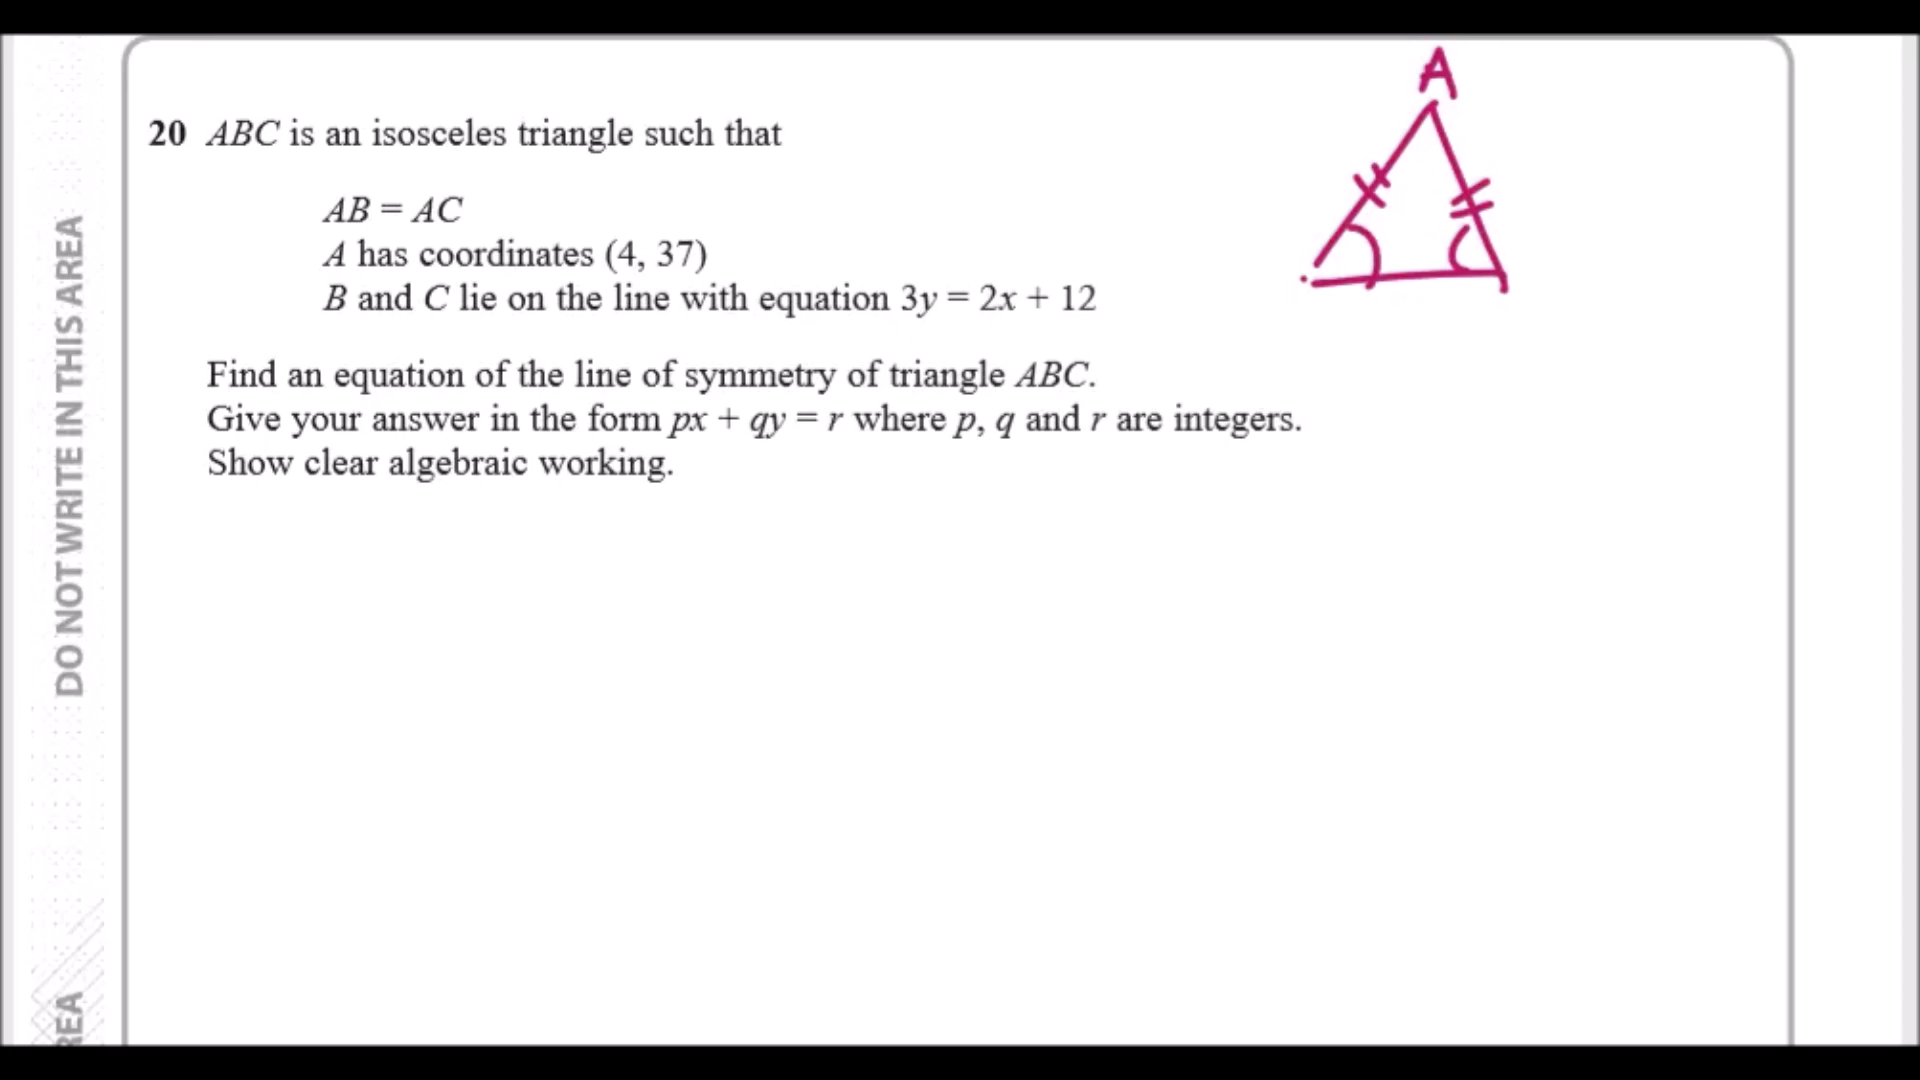 A
20 ABC is an isosceles triangle such that
AB = AC
A has coordinates (4, 37)
B and C lie on the line with equation 3y = 2x + 12
Find an equation of the line of symmetry of triangle ABC.
Give your answer in the form px + qy = r where p, q and r are integers.
Show clear algebraic working.
DO NOT WRITE IN THIS AREA
REA